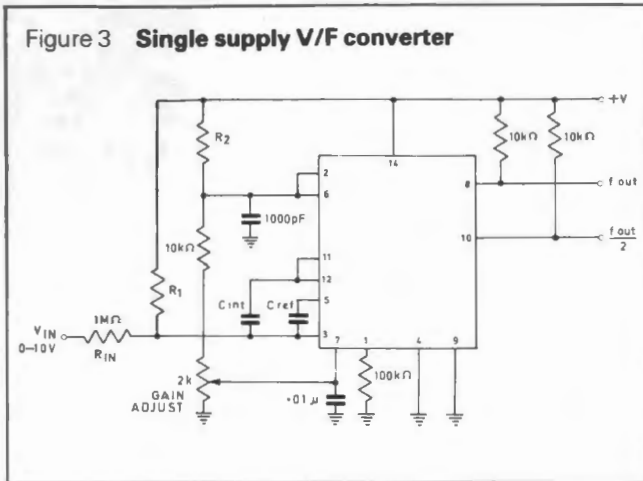 Figure 3 Single supply V/F converter
+V
R2
10kΩ
10kΩ
14
2
6
8
f out
1000pF
10
f out
2
10kΩ
11
12
R1
Cint
Cref
5
1MΩ
VIN
0–10V
RIN
3
7
1
4
9
2k
GAIN
ADJUST
100kΩ
·01µ